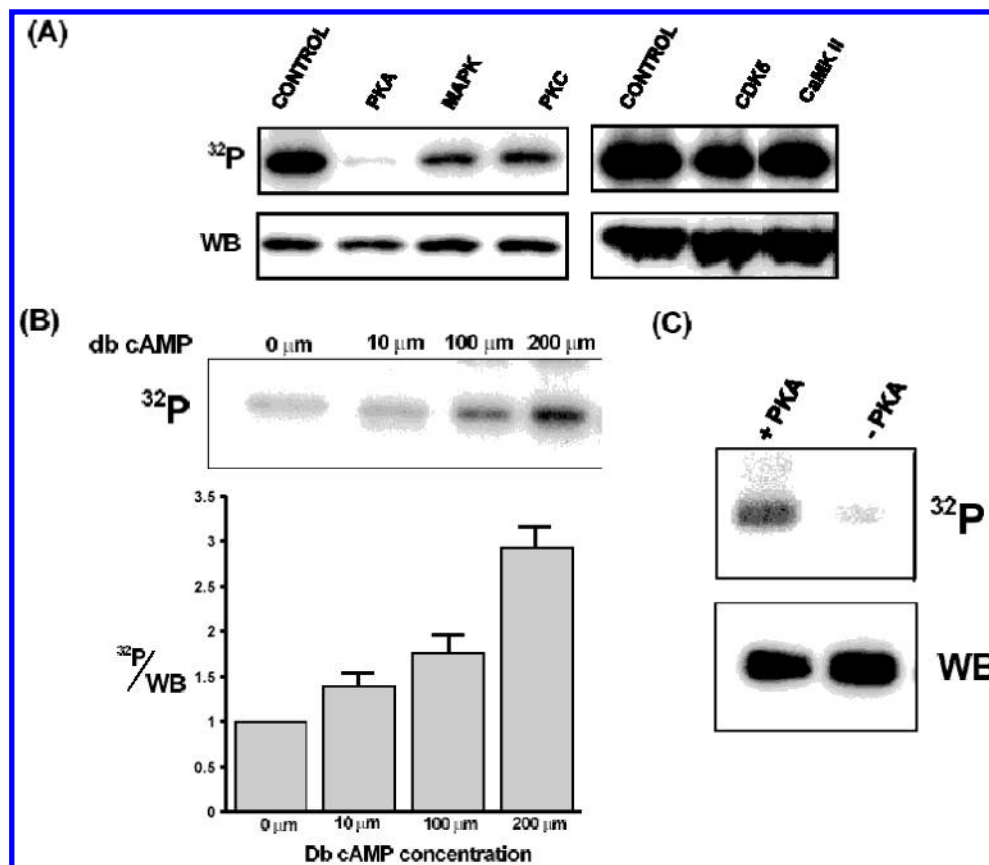 (A)
CONTROL PKA MAPK PKC CONTROL CDK5 CaMK II
³²P
WB
(B)
db cAMP 0 µm 10 µm 100 µm 200 µm
³²P
3.5
3
2.5
2
1.5
1
0.5
0
³²P/WB
0 µm 10 µm 100 µm 200 µm
Db cAMP concentration
(C)
+ PKA - PKA
³²P
WB